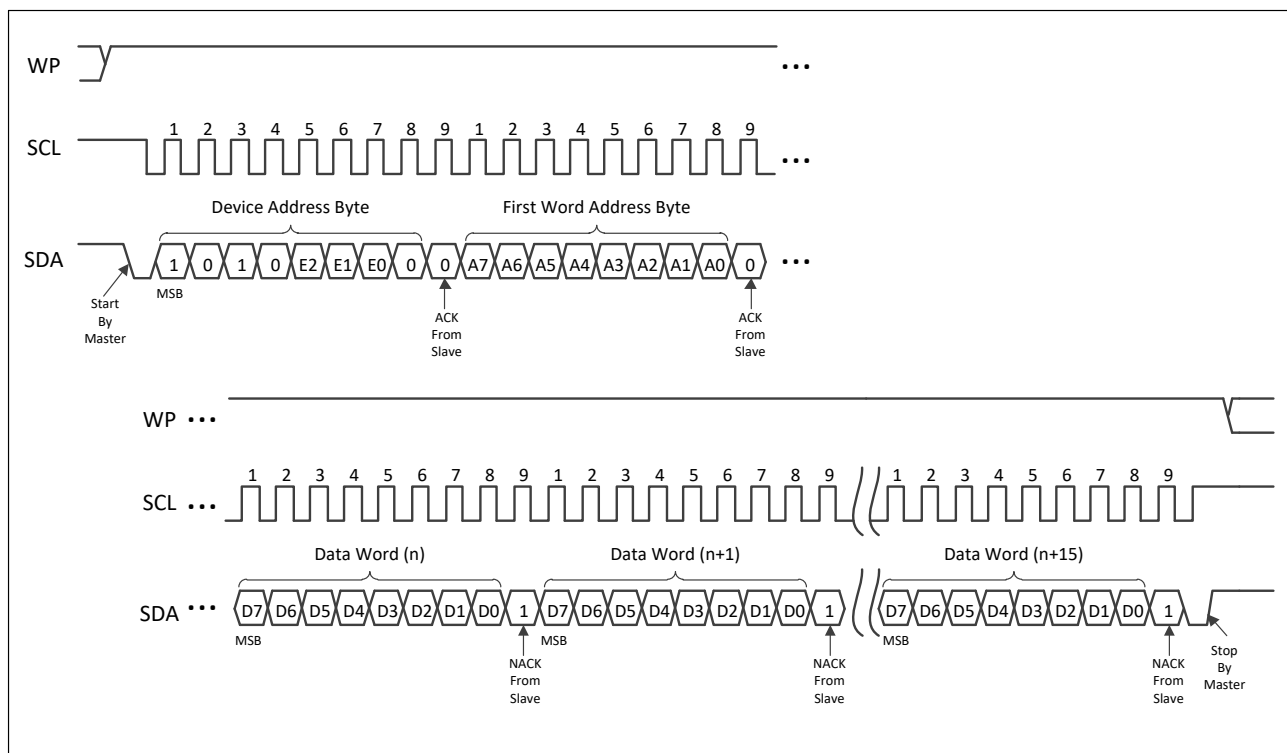 WP ...
1 2 3 4 5 6 7 8 9 1 2 3 4 5 6 7 8 9
SCL ...
Device Address Byte First Word Address Byte
SDA 1 0 1 0 E2 E1 E0 0 0 A7 A6 A5 A4 A3 A2 A1 A0 0 ...
MSB
Start
By
Master
ACK
From
Slave
ACK
From
Slave
WP ...
1 2 3 4 5 6 7 8 9 1 2 3 4 5 6 7 8 9 1 2 3 4 5 6 7 8 9
SCL ...
Data Word (n) Data Word (n+1) Data Word (n+15)
SDA ... D7 D6 D5 D4 D3 D2 D1 D0 1 D7 D6 D5 D4 D3 D2 D1 D0 1 D7 D6 D5 D4 D3 D2 D1 D0 1
MSB MSB MSB
NACK
From
Slave
NACK
From
Slave
NACK
From
Slave
Stop
By
Master